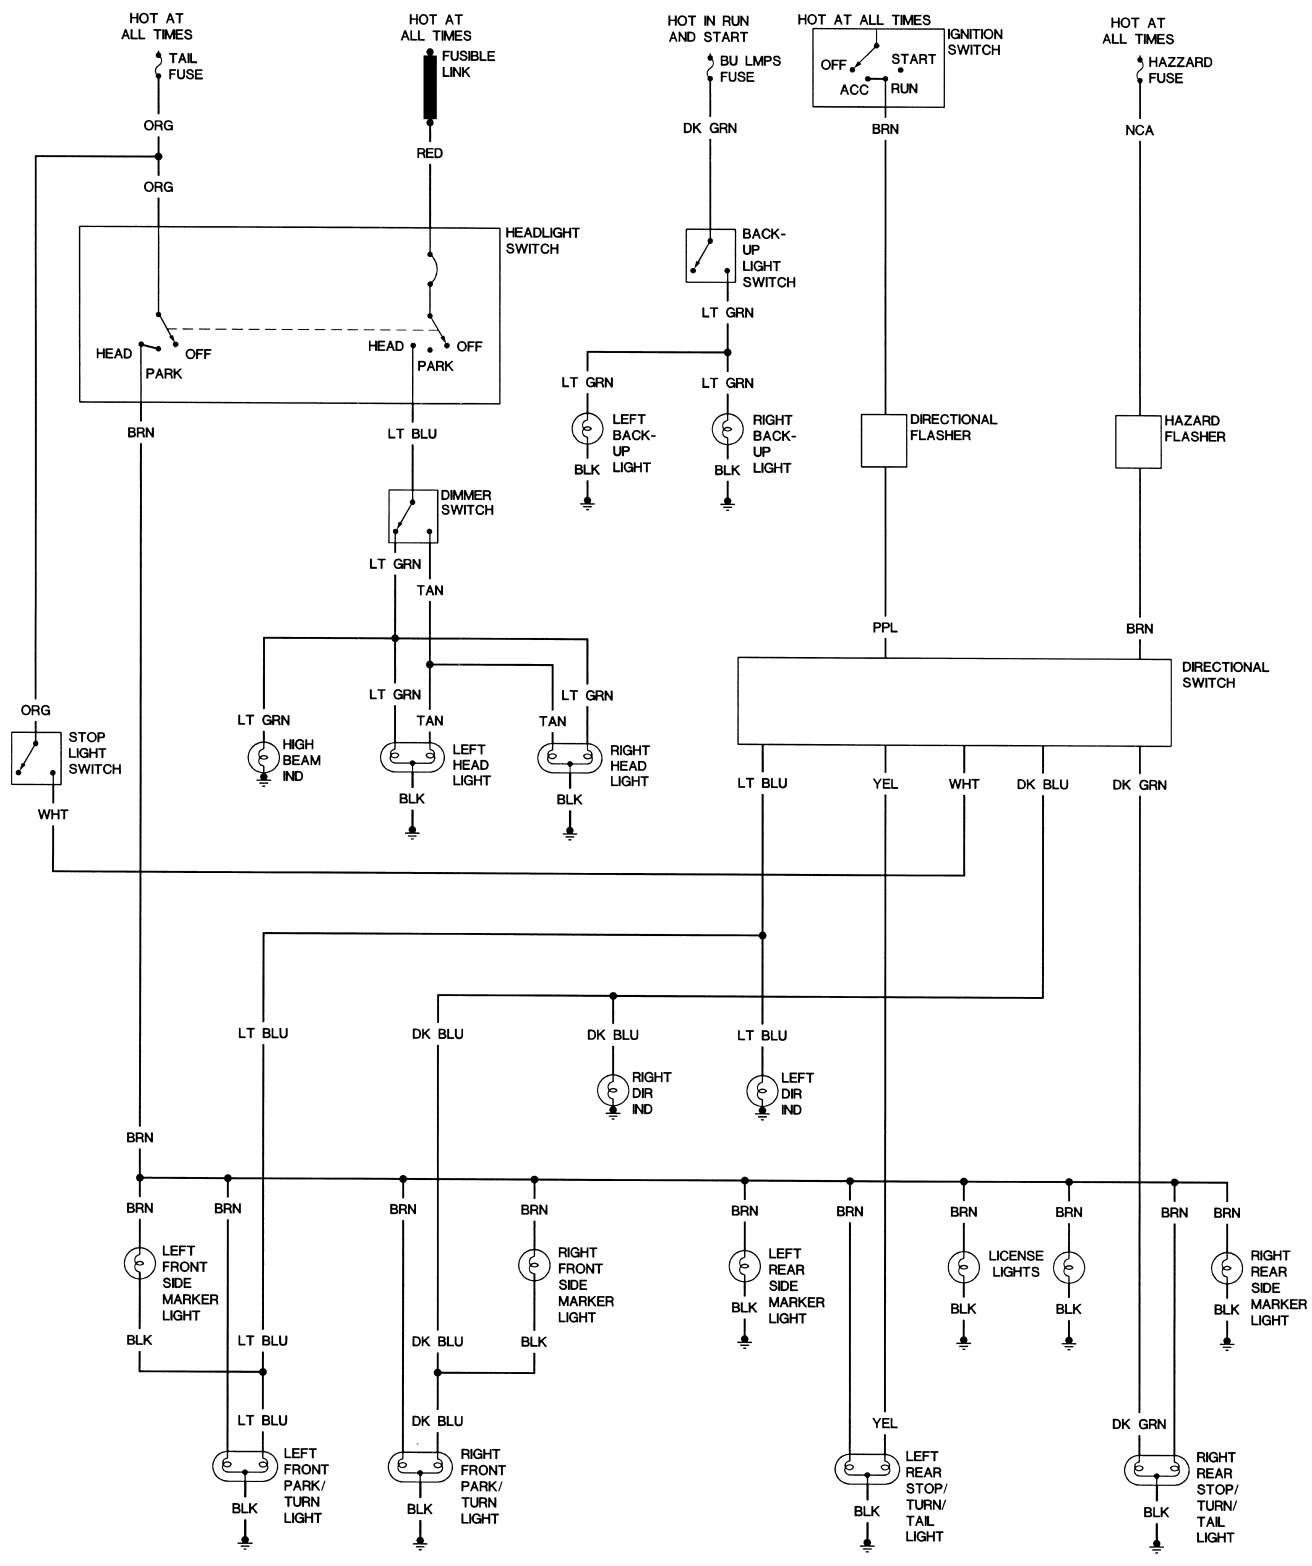 HOT AT
ALL TIMES
TAIL
FUSE
HOT AT
ALL TIMES
FUSIBLE
LINK
HOT IN RUN
AND START
BU LMPS
FUSE
HOT AT ALL TIMES
IGNITION
SWITCH
OFF
START
ACC
RUN
HOT AT
ALL TIMES
HAZZARD
FUSE
ORG
RED
DK GRN
BRN
NCA
ORG
HEADLIGHT
SWITCH
HEAD
OFF
PARK
HEAD
OFF
PARK
BACK-
UP
LIGHT
SWITCH
LT GRN
LT GRN
LT GRN
LEFT
BACK-
UP
LIGHT
RIGHT
BACK-
UP
LIGHT
BLK
BLK
DIRECTIONAL
FLASHER
HAZARD
FLASHER
BRN
LT BLU
DIMMER
SWITCH
LT GRN
TAN
PPL
BRN
DIRECTIONAL
SWITCH
LT GRN
LT GRN
TAN
TAN
LT GRN
HIGH
BEAM
IND
LEFT
HEAD
LIGHT
RIGHT
HEAD
LIGHT
BLK
BLK
ORG
STOP
LIGHT
SWITCH
WHT
LT BLU
YEL
WHT
DK BLU
DK GRN
LT BLU
DK BLU
DK BLU
LT BLU
RIGHT
DIR
IND
LEFT
DIR
IND
BRN
BRN
BRN
BRN
BRN
BRN
BRN
BRN
BRN
BRN
BRN
LEFT
FRONT
SIDE
MARKER
LIGHT
RIGHT
FRONT
SIDE
MARKER
LIGHT
LEFT
REAR
SIDE
MARKER
LIGHT
LICENSE
LIGHTS
RIGHT
REAR
SIDE
MARKER
LIGHT
BLK
BLK
BLK
BLK
BLK
LT BLU
DK BLU
BLK
BLK
LT BLU
DK BLU
YEL
DK GRN
LEFT
FRONT
PARK/
TURN
LIGHT
RIGHT
FRONT
PARK/
TURN
LIGHT
LEFT
REAR
STOP/
TURN/
TAIL
LIGHT
RIGHT
REAR
STOP/
TURN/
TAIL
LIGHT
BLK
BLK
BLK
BLK